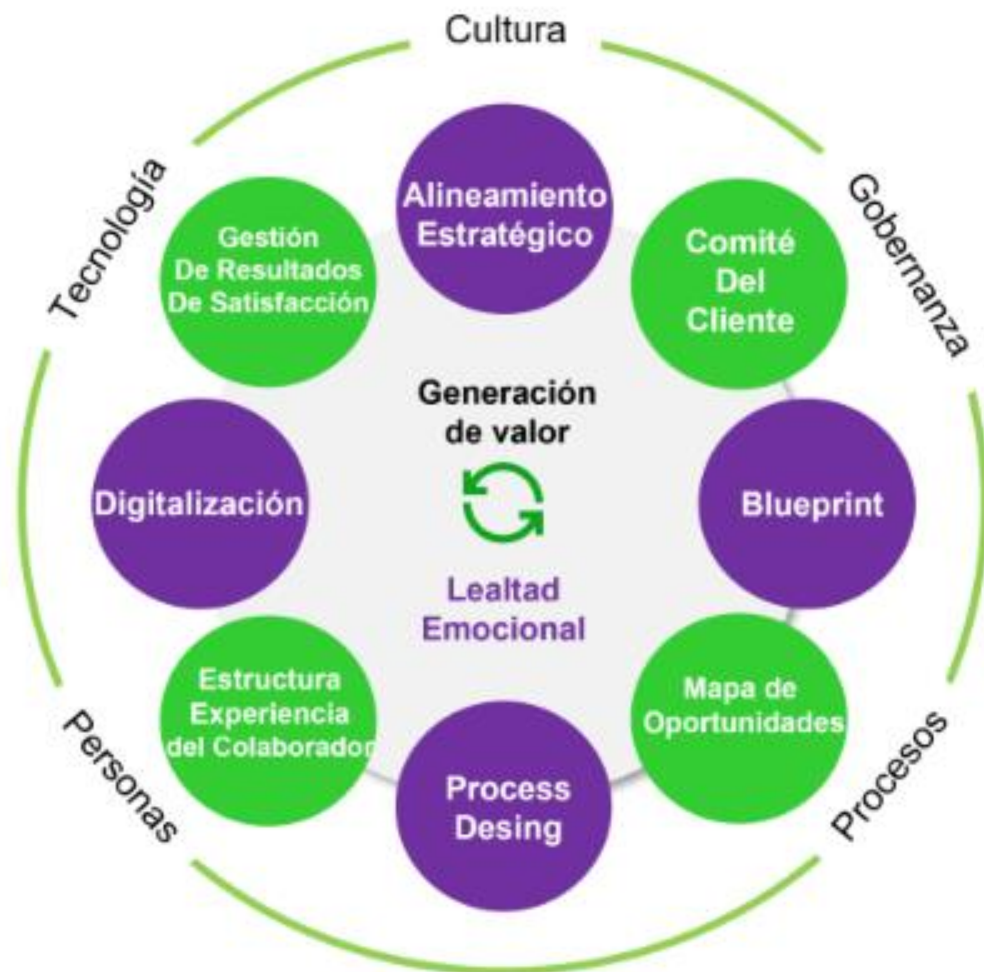 Cultura
Tecnología
Gobernanza
Alineamiento
Estratégico
Gestión
De Resultados
De Satisfacción
Comité
Del
Cliente
Generación
de valor
Digitalización
Blueprint
Lealtad
Emocional
Estructura
Experiencia
del Colaborador
Mapa de
Oportunidades
Process
Desing
Personas
Procesos